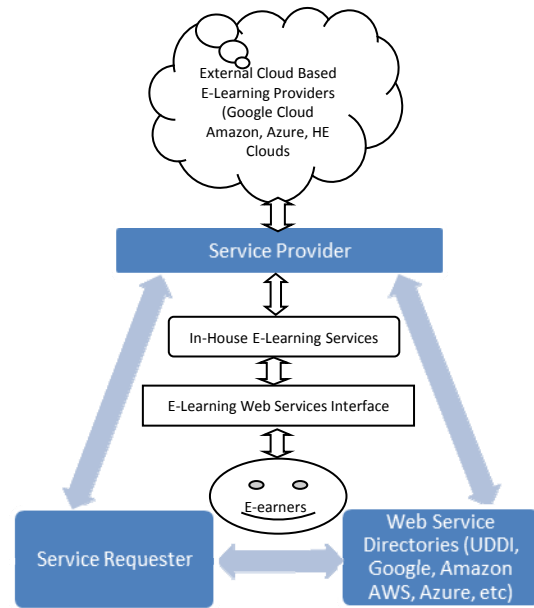 External Cloud Based
E-Learning Providers
(Google Cloud
Amazon, Azure, HE
Clouds
Service Provider
In-House E-Learning Services
E-Learning Web Services Interface
E-earners
Service Requester
Web Service
Directories (UDDI,
Google, Amazon
AWS, Azure, etc)